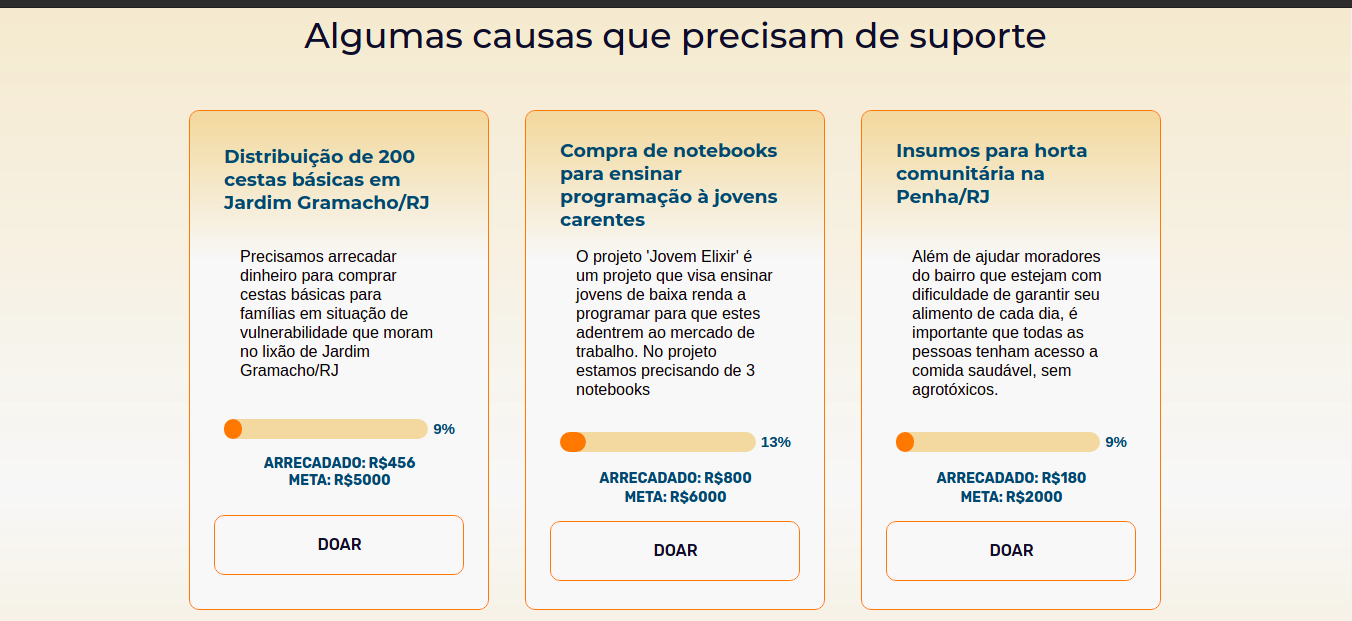 Algumas causas que precisam de suporte
Distribuição de 200
cestas básicas em
Jardim Gramacho/RJ
Precisamos arrecadar
dinheiro para comprar
cestas básicas para
famílias em situação de
vulnerabilidade que moram
no lixão de Jardim
Gramacho/RJ
9%
ARRECADADO: R$456
META: R$5000
DOAR
Compra de notebooks
para ensinar
programação à jovens
carentes
O projeto 'Jovem Elixir' é
um projeto que visa ensinar
jovens de baixa renda a
programar para que estes
adentrem ao mercado de
trabalho. No projeto
estamos precisando de 3
notebooks
13%
ARRECADADO: R$800
META: R$6000
DOAR
Insumos para horta
comunitária na
Penha/RJ
Além de ajudar moradores
do bairro que estejam com
dificuldade de garantir seu
alimento de cada dia, é
importante que todas as
pessoas tenham acesso a
comida saudável, sem
agrotóxicos.
9%
ARRECADADO: R$180
META: R$2000
DOAR